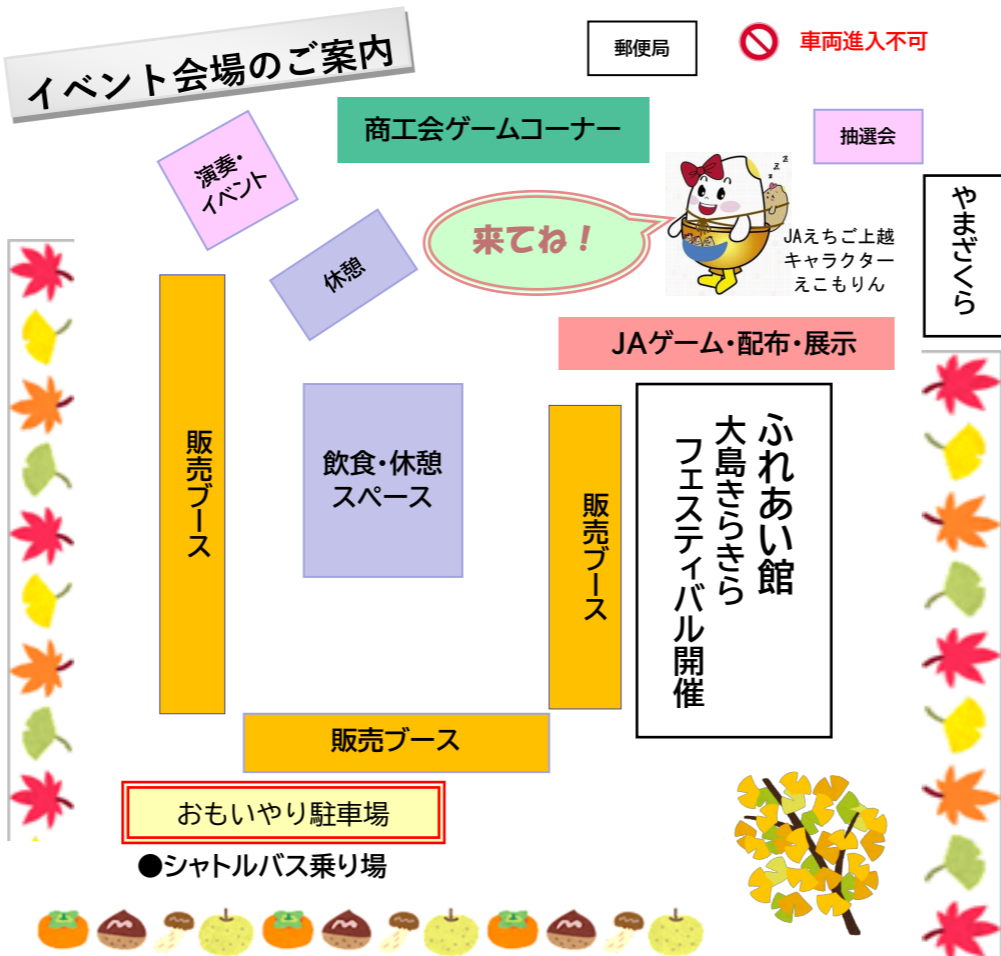 イベント会場のご案内
郵便局
車両進入不可
商工会ゲームコーナー
抽選会
演奏・
イベント
やまざくら
来てね！
z z z
JAえちご上越
キャラクター
えこもりん
休憩
JAゲーム・配布・展示
販売ブース
飲食・休憩
スペース
販売ブース
ふれあい館
大島きらきら
フェスティバル開催
販売ブース
おもいやり駐車場
●シャトルバス乗り場